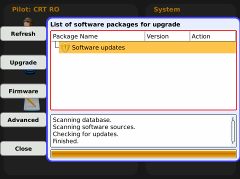 Pilot: CRT RO
System
List of software packages for upgrade
Refresh
Package Name
Version
Action
Software updates
Upgrade
Firmware
Advanced
Scanning database.
Scanning software sources.
Checking for updates.
Finished.
Close